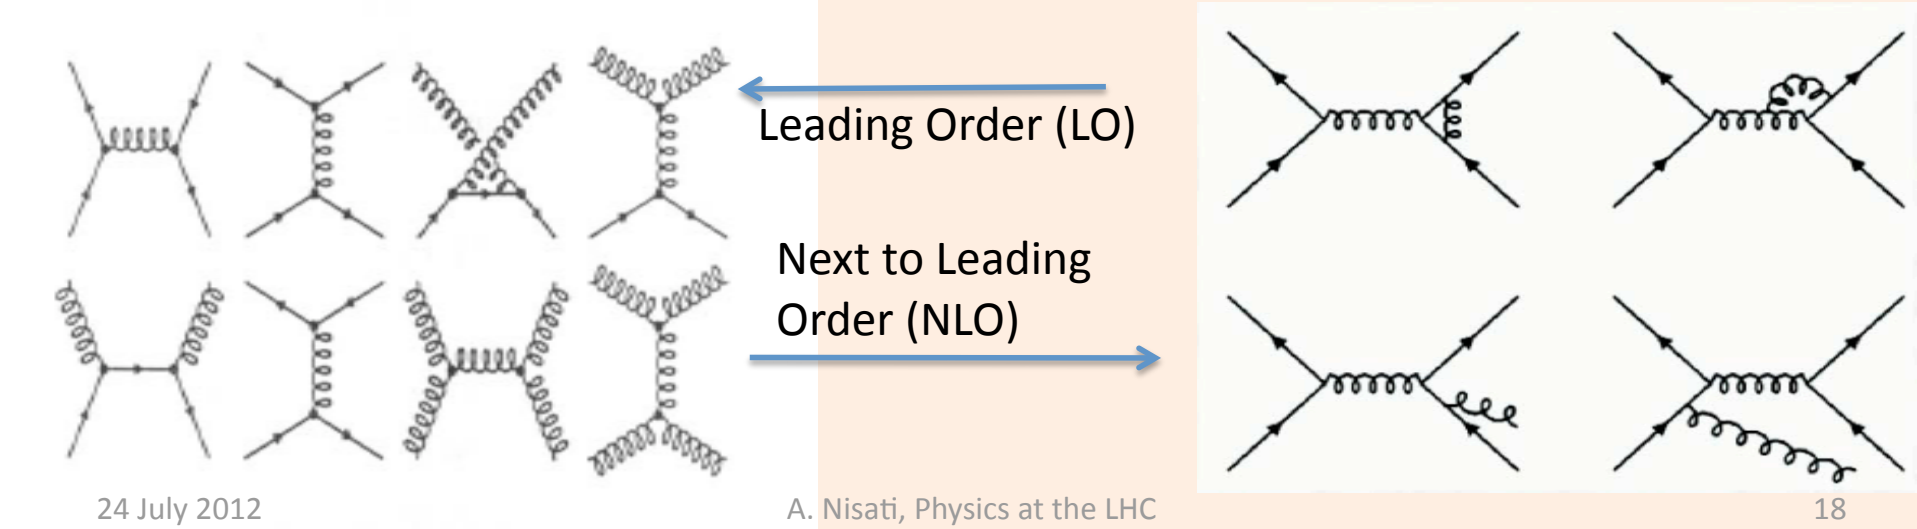 Leading Order (LO)
Next to Leading
Order (NLO)
24 July 2012
A. Nisati, Physics at the LHC
18